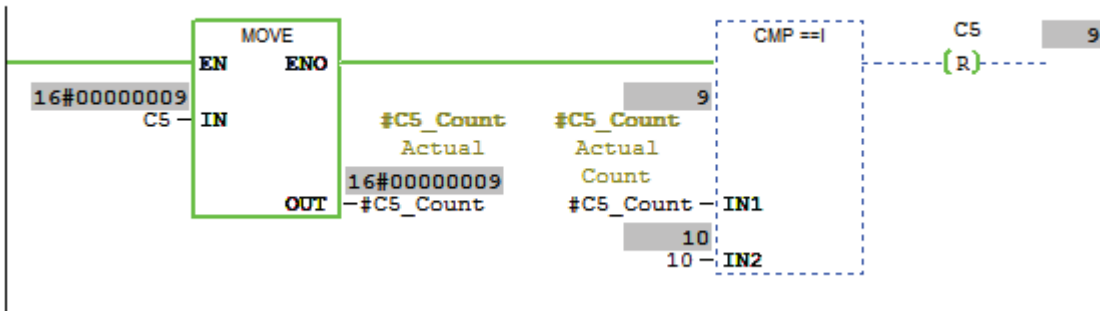 MOVE
EN ENO
16#00000009
C5 IN
#C5_Count
Actual
16#00000009
OUT #C5_Count
CMP ==I
9
#C5_Count
Actual
Count
#C5_Count IN1
10
10 IN2
C5
9
(R)